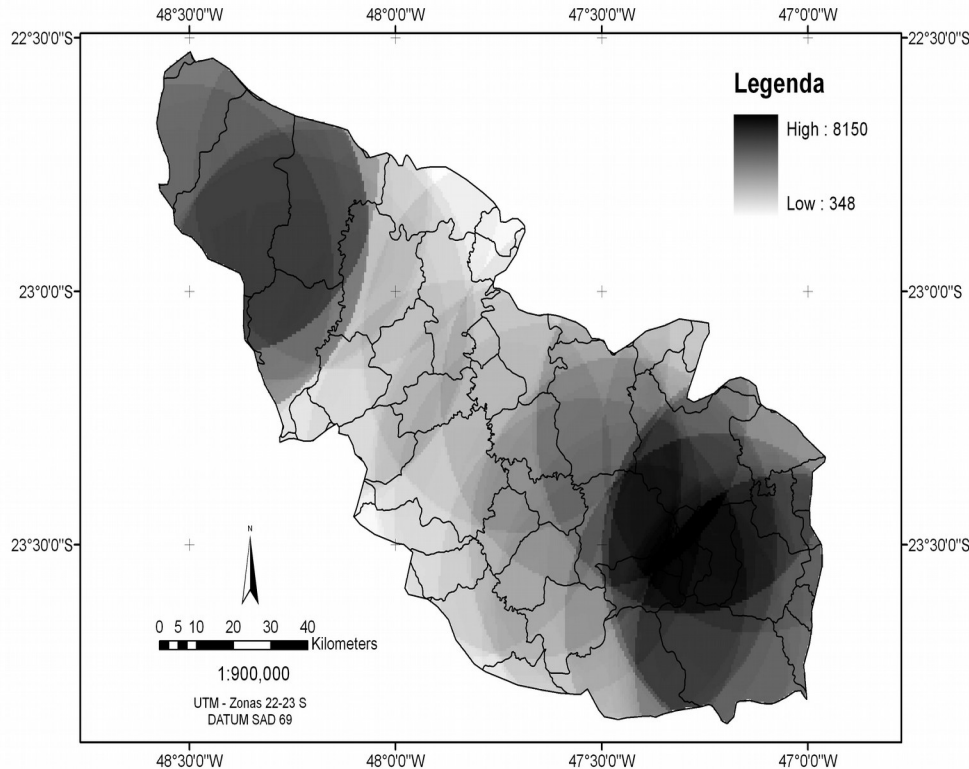 48°30'0"W 48°0'0"W 47°30'0"W 47°0'0"W
22°30'0"S 22°30'0"S
Legenda
High : 8150
Low : 348
23°0'0"S 23°0'0"S
23°30'0"S 23°30'0"S
N
0 5 10 20 30 40
Kilometers
1:900,000
UTM - Zonas 22-23 S
DATUM SAD 69
48°30'0"W 48°0'0"W 47°30'0"W 47°0'0"W